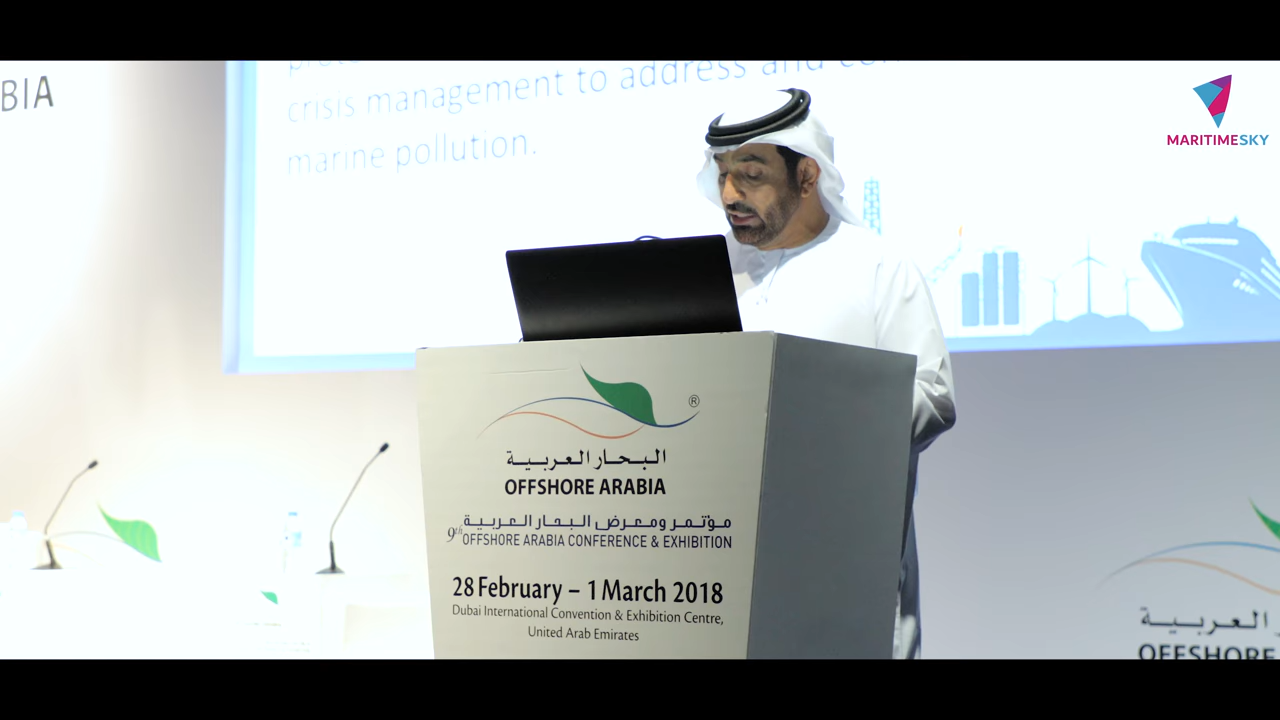 BIA
crisis management to address and
marine pollution.
MARITIMESKY
®
البحار العربية
OFFSHORE ARABIA
مؤتمر ومعرض البحار العربية
9th OFFSHORE ARABIA CONFERENCE & EXHIBITION
28 February – 1 March 2018
Dubai International Convention & Exhibition Centre,
United Arab Emirates
العربية
OFFSHORE